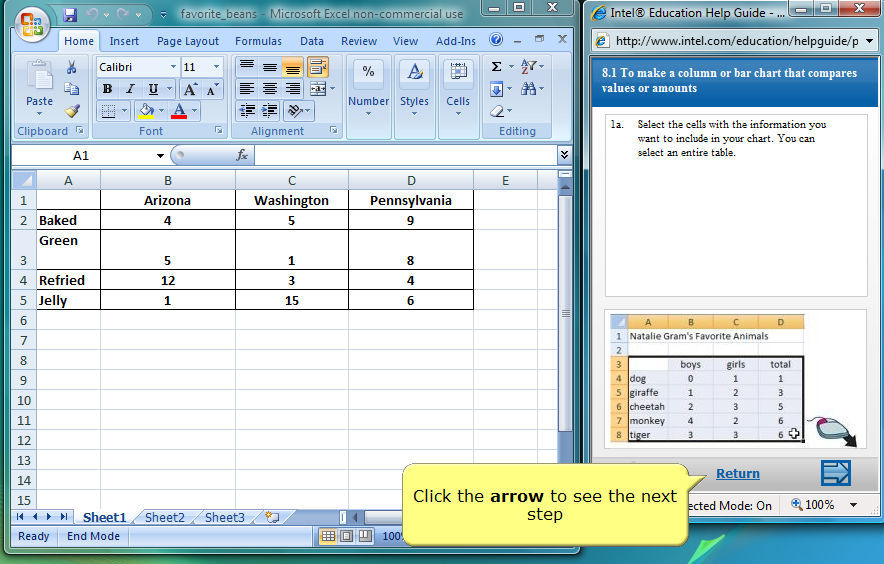 favorite_beans - Microsoft Excel non-commercial use
Home Insert Page Layout Formulas Data Review View Add-Ins
Calibri 11
B I U A A
Paste
Number Styles Cells
Clipboard Font Alignment Editing
A1 fx
A B C D E
1 Arizona Washington Pennsylvania
2 Baked 4 5 9
Green
3 5 1 8
4 Refried 12 3 4
5 Jelly 1 15 6
6
7
8
9
10
11
12
13
14
15
Sheet1 Sheet2 Sheet3
Ready End Mode
Intel® Education Help Guide - ...
http://www.intel.com/education/helpguide/p
8.1 To make a column or bar chart that compares
values or amounts
1a. Select the cells with the information you
want to include in your chart. You can
select an entire table.
A B C D
1 Natalie Gram's Favorite Animals
2
3 boys girls total
4 dog 0 1 1
5 giraffe 1 2 3
6 cheetah 2 3 5
7 monkey 4 2 6
8 tiger 3 3 6
Return
ected Mode: On 100%
Click the arrow to see the next
step